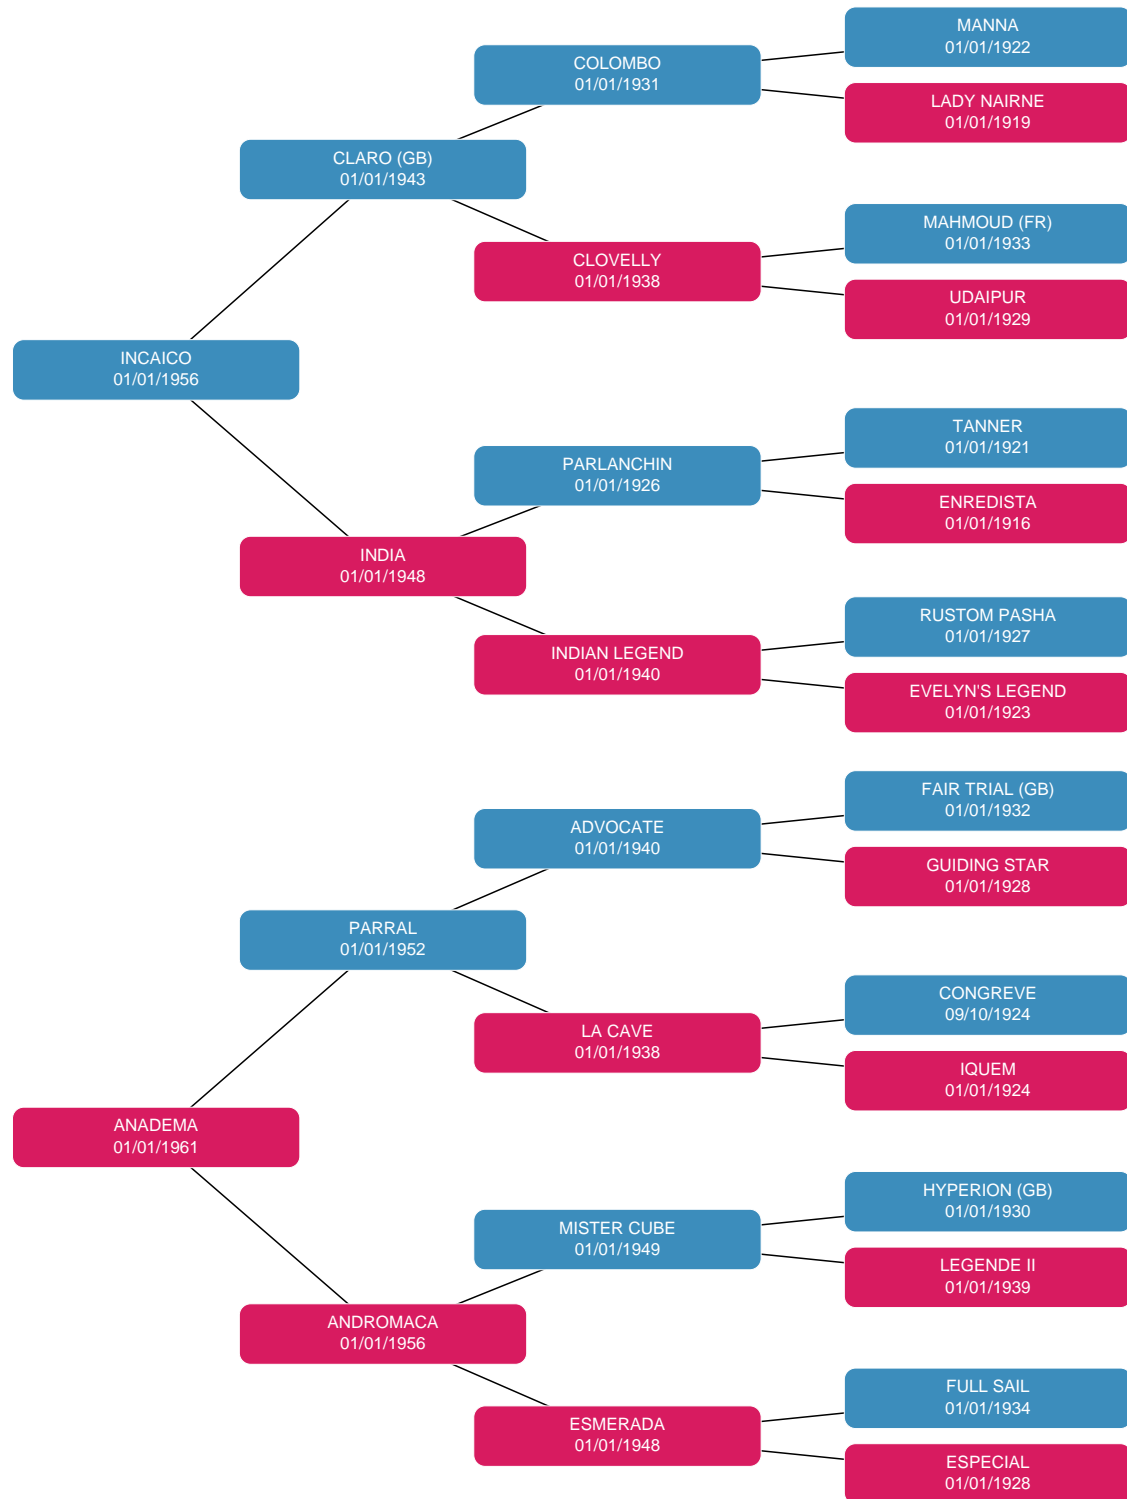 MANNA
01/01/1922
COLOMBO
01/01/1931
LADY NAIRNE
01/01/1919
CLARO (GB)
01/01/1943
MAHMOUD (FR)
01/01/1933
CLOVELLY
01/01/1938
UDAIPUR
01/01/1929
INCAICO
01/01/1956
TANNER
01/01/1921
PARLANCHIN
01/01/1926
ENREDISTA
01/01/1916
INDIA
01/01/1948
RUSTOM PASHA
01/01/1927
INDIAN LEGEND
01/01/1940
EVELYN'S LEGEND
01/01/1923
FAIR TRIAL (GB)
01/01/1932
ADVOCATE
01/01/1940
GUIDING STAR
01/01/1928
PARRAL
01/01/1952
CONGREVE
09/10/1924
LA CAVE
01/01/1938
IQUEM
01/01/1924
ANADEMA
01/01/1961
HYPERION (GB)
01/01/1930
MISTER CUBE
01/01/1949
LEGENDE II
01/01/1939
ANDROMACA
01/01/1956
FULL SAIL
01/01/1934
ESMERADA
01/01/1948
ESPECIAL
01/01/1928